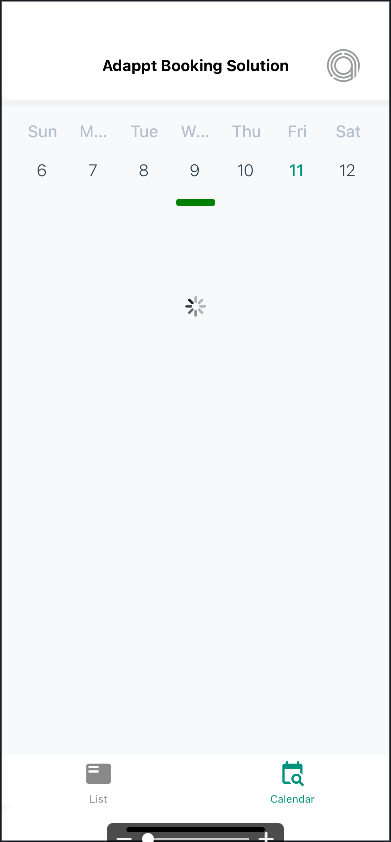 Adappt Booking Solution
Sun M... Tue W... Thu Fri Sat
6 7 8 9 10 11 12
List Calendar